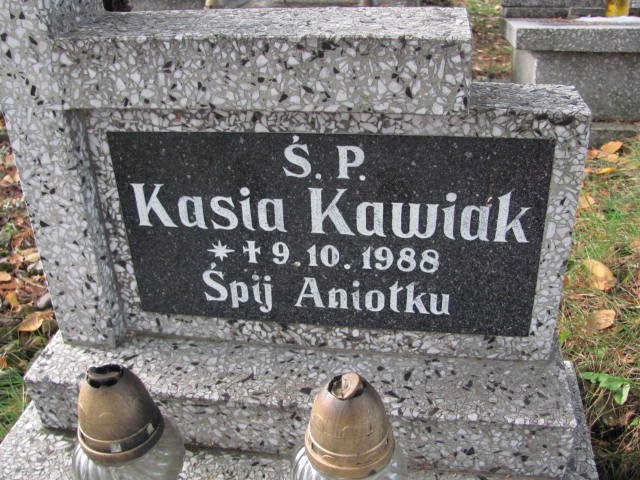 Ś. P.
Kasia Kawiak
✶ ✝ 9. 10. 1988
Śpij Aniołku